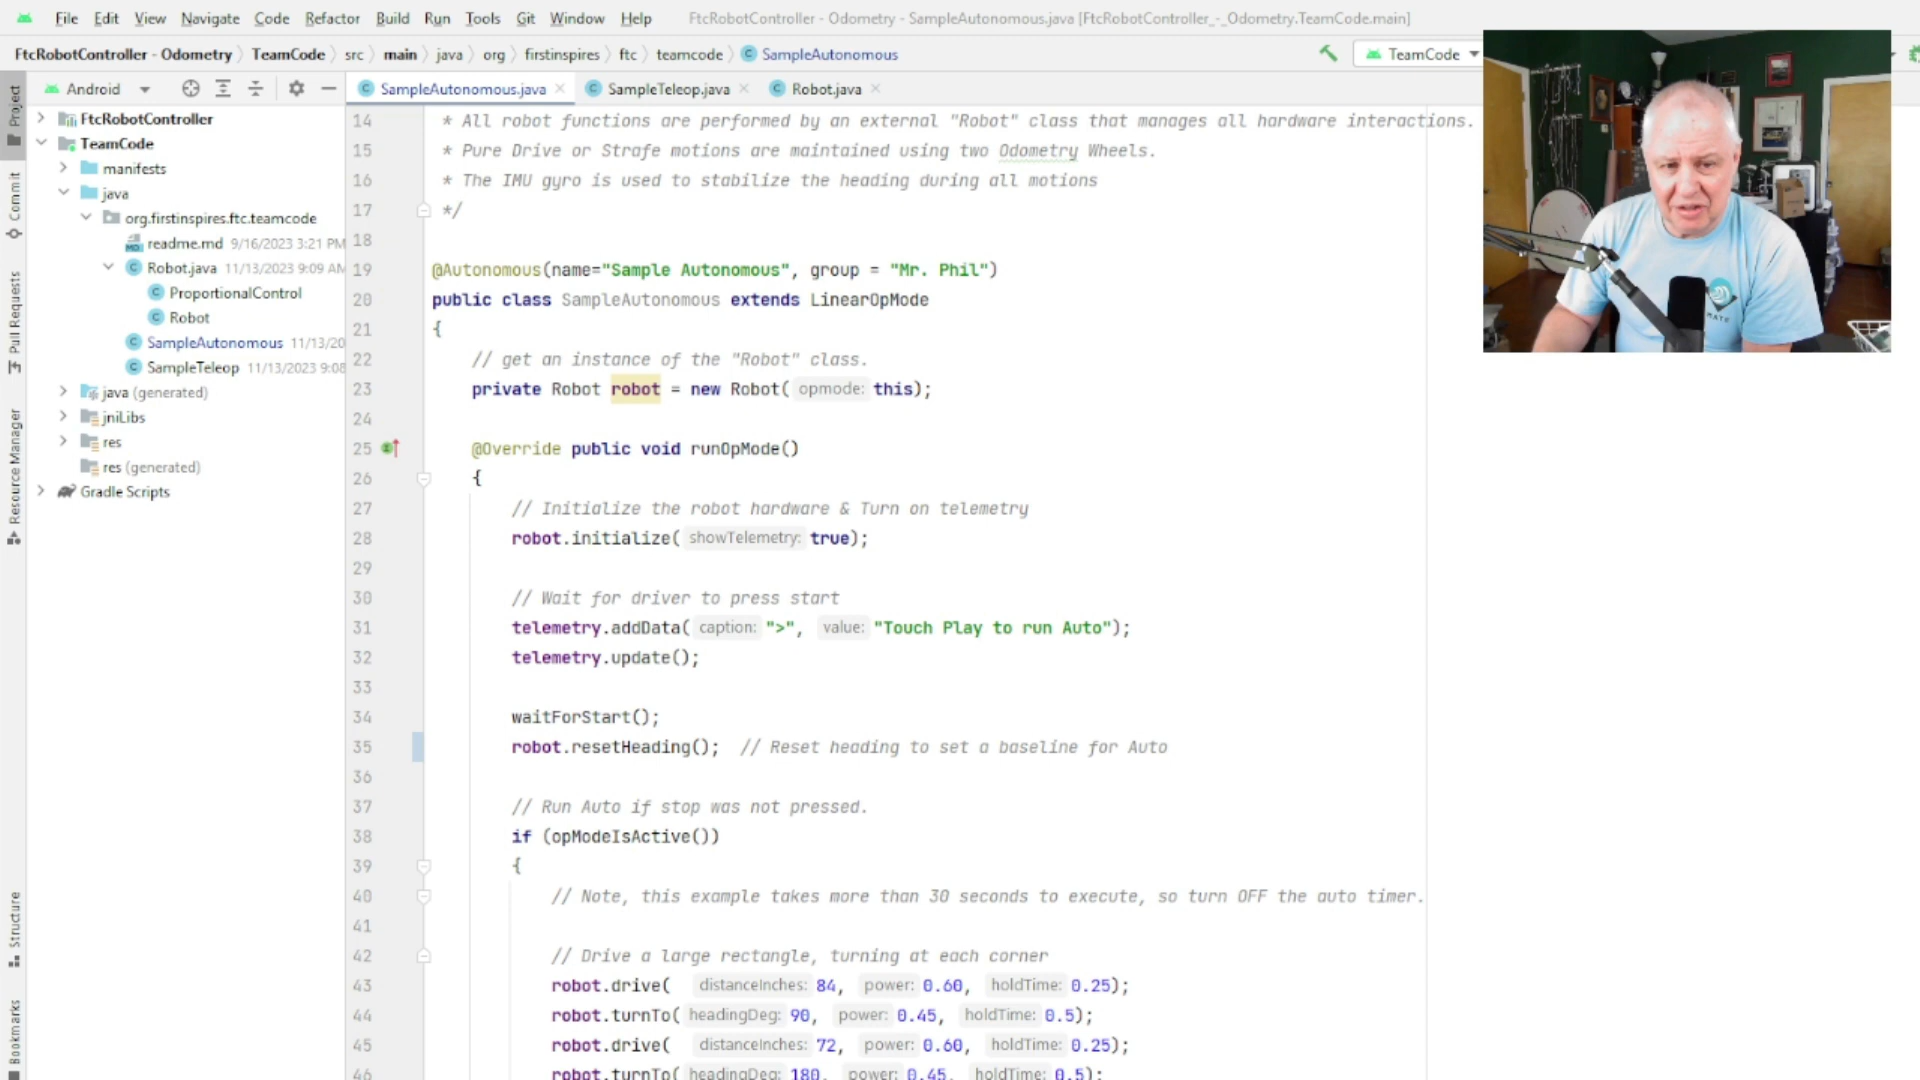 File Edit View Navigate Code Refactor Build Run Tools Git Window Help FtcRobotController - Odometry - SampleAutonomous.java [FtcRobotController_-_Odometry.TeamCode.main]
FtcRobotController - Odometry TeamCode src main java org firstinspires ftc teamcode SampleAutonomous TeamCode
Android SampleAutonomous.java SampleTeleop.java Robot.java
Project
Commit
Pull Requests
Resource Manager
Structure
Bookmarks
FtcRobotController
TeamCode
manifests
java
org.firstinspires.ftc.teamcode
readme.md 9/16/2023 3:21 PM
Robot.java 11/13/2023 9:09 AM
ProportionalControl
Robot
SampleAutonomous 11/13/20
SampleTeleop 11/13/2023 9:08
java (generated)
jniLibs
res
res (generated)
Gradle Scripts
14 * All robot functions are performed by an external "Robot" class that manages all hardware interactions.
15 * Pure Drive or Strafe motions are maintained using two Odometry Wheels.
16 * The IMU gyro is used to stabilize the heading during all motions
17 */
18
19 @Autonomous(name="Sample Autonomous", group = "Mr. Phil")
20 public class SampleAutonomous extends LinearOpMode
21 {
22 // get an instance of the "Robot" class.
23 private Robot robot = new Robot( opmode: this);
24
25 @Override public void runOpMode()
26 {
27 // Initialize the robot hardware & Turn on telemetry
28 robot.initialize( showTelemetry: true);
29
30 // Wait for driver to press start
31 telemetry.addData( caption: ">", value: "Touch Play to run Auto");
32 telemetry.update();
33
34 waitForStart();
35 robot.resetHeading(); // Reset heading to set a baseline for Auto
36
37 // Run Auto if stop was not pressed.
38 if (opModeIsActive())
39 {
40 // Note, this example takes more than 30 seconds to execute, so turn OFF the auto timer.
41
42 // Drive a large rectangle, turning at each corner
43 robot.drive( distanceInches: 84, power: 0.60, holdTime: 0.25);
44 robot.turnTo( headingDeg: 90, power: 0.45, holdTime: 0.5);
45 robot.drive( distanceInches: 72, power: 0.60, holdTime: 0.25);
46 robot.turnTo( headingDeg: 180, power: 0.45, holdTime: 0.5);